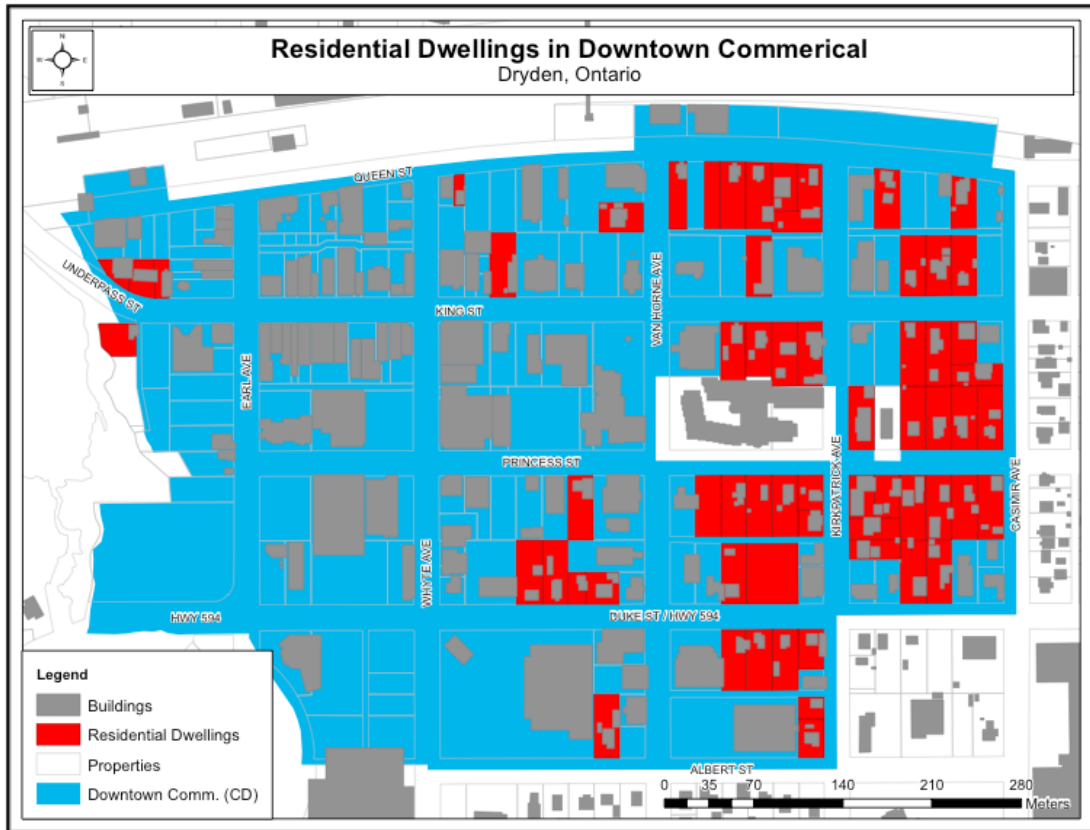 Residential Dwellings in Downtown Commerical
Dryden, Ontario
N
W E
S
QUEEN ST
UNDERPASS ST
KING ST
VAN HORNE AVE
EARL AVE
PRINCESS ST
KIRKPATRICK AVE
CASIMIR AVE
WHYTE AVE
HWY 594
DUKE ST / HWY 594
Legend
Buildings
Residential Dwellings
Properties
Downtown Comm. (CD)
ALBERT ST
0 35 70 140 210 280
Meters